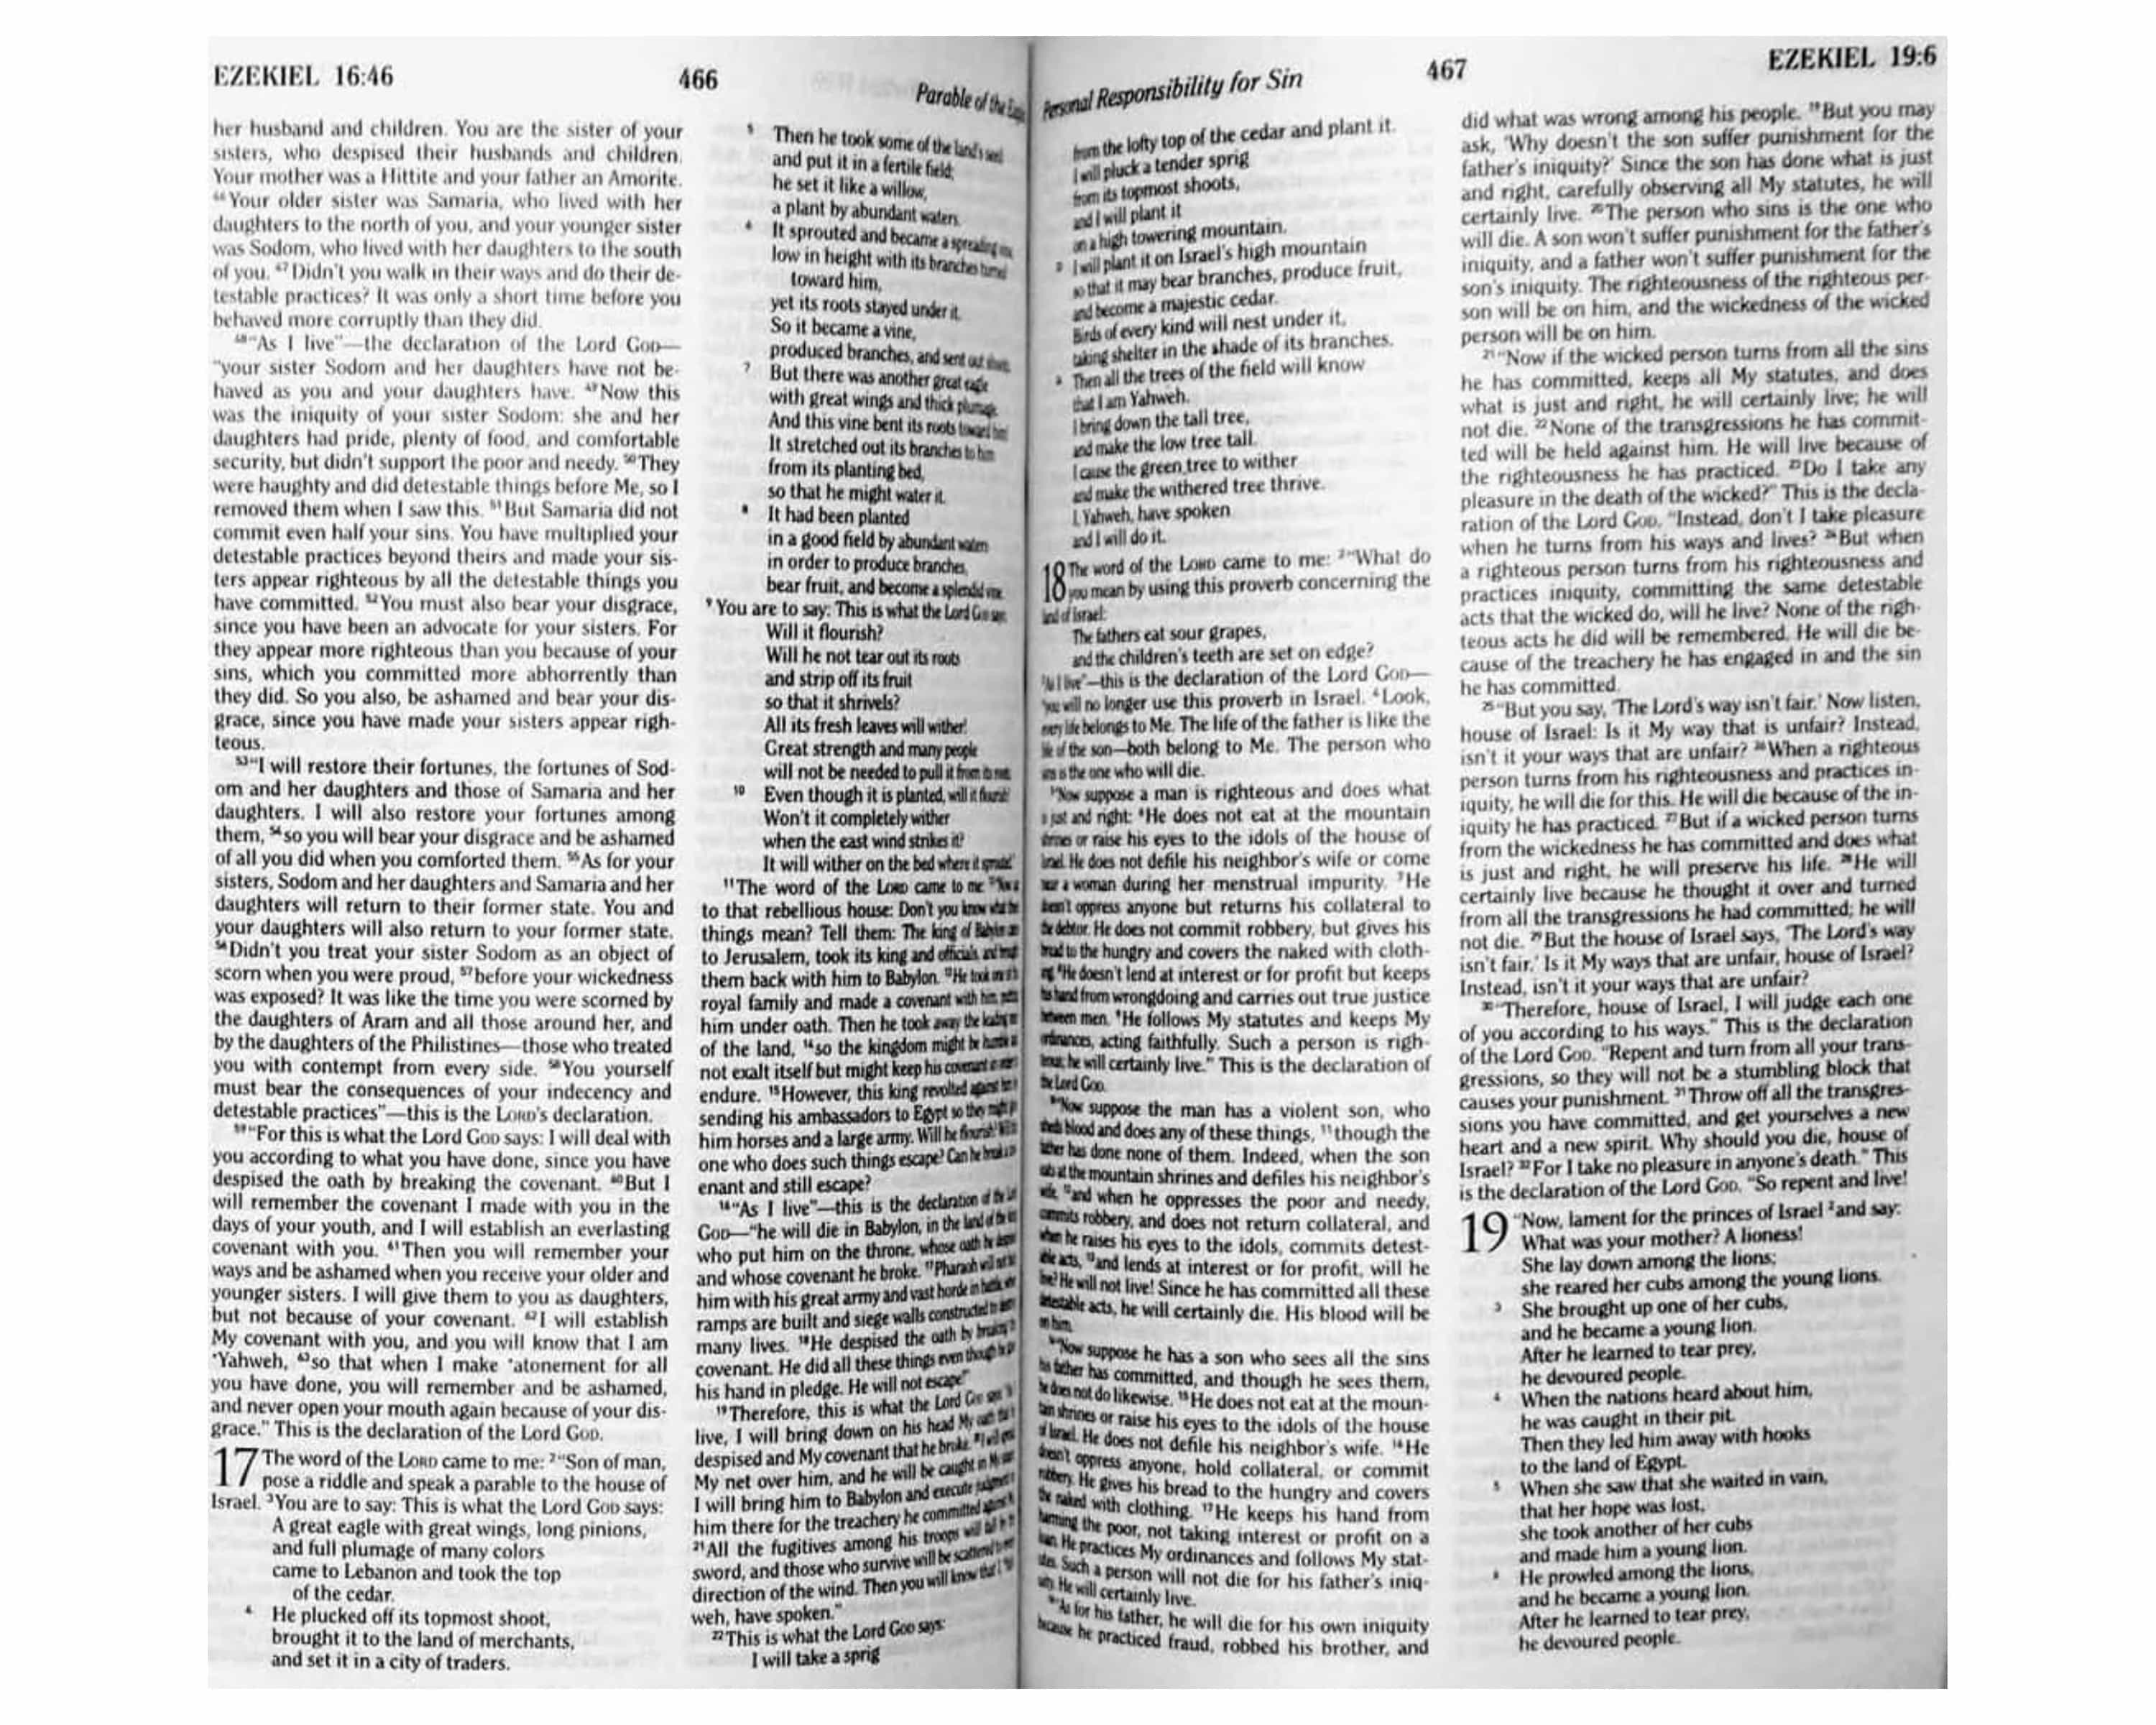 EZEKIEL 16:46
466
Parable of the
her husband and children. You are the sister of your
sisters, who despised their husbands and children.
Your mother was a Hittite and your father an Amorite.
⁴⁶Your older sister was Samaria, who lived with her
daughters to the north of you, and your younger sister
was Sodom, who lived with her daughters to the south
of you. ⁴⁷Didn't you walk in their ways and do their de-
testable practices? It was only a short time before you
behaved more corruptly than they did.
⁴⁸"As I live"—the declaration of the Lord GOD—
"your sister Sodom and her daughters have not be-
haved as you and your daughters have. ⁴⁹Now this
was the iniquity of your sister Sodom: she and her
daughters had pride, plenty of food, and comfortable
security, but didn't support the poor and needy. ⁵⁰They
were haughty and did detestable things before Me, so I
removed them when I saw this. ⁵¹But Samaria did not
commit even half your sins. You have multiplied your
detestable practices beyond theirs and made your sis-
ters appear righteous by all the detestable things you
have committed. ⁵²You must also bear your disgrace,
since you have been an advocate for your sisters. For
they appear more righteous than you because of your
sins, which you committed more abhorrently than
they did. So you also, be ashamed and bear your dis-
grace, since you have made your sisters appear righ-
teous.
⁵³"I will restore their fortunes, the fortunes of Sod-
om and her daughters and those of Samaria and her
daughters. I will also restore your fortunes among
them, ⁵⁴so you will bear your disgrace and be ashamed
of all you did when you comforted them. ⁵⁵As for your
sisters, Sodom and her daughters and Samaria and her
daughters will return to their former state. You and
your daughters will also return to your former state.
⁵⁶Didn't you treat your sister Sodom as an object of
scorn when you were proud, ⁵⁷before your wickedness
was exposed? It was like the time you were scorned by
the daughters of Aram and all those around her, and
by the daughters of the Philistines—those who treated
you with contempt from every side. ⁵⁸You yourself
must bear the consequences of your indecency and
detestable practices"—this is the LORD's declaration.
⁵⁹"For this is what the Lord GOD says: I will deal with
you according to what you have done, since you have
despised the oath by breaking the covenant. ⁶⁰But I
will remember the covenant I made with you in the
days of your youth, and I will establish an everlasting
covenant with you. ⁶¹Then you will remember your
ways and be ashamed when you receive your older and
younger sisters. I will give them to you as daughters,
but not because of your covenant. ⁶²I will establish
My covenant with you, and you will know that I am
*Yahweh, ⁶³so that when I make *atonement for all
you have done, you will remember and be ashamed,
and never open your mouth again because of your dis-
grace." This is the declaration of the Lord GOD.
17 The word of the LORD came to me: ²"Son of man,
pose a riddle and speak a parable to the house of
Israel. ³You are to say: This is what the Lord GOD says:
A great eagle with great wings, long pinions,
and full plumage of many colors
came to Lebanon and took the top
of the cedar.
⁴ He plucked off its topmost shoot,
brought it to the land of merchants,
and set it in a city of traders.
⁵ Then he took some of the land's seed
and put it in a fertile field;
he set it like a willow,
a plant by abundant waters.
⁶ It sprouted and became a spreading vine,
low in height with its branches turned
toward him,
yet its roots stayed under it.
So it became a vine,
produced branches, and sent out shoots.
⁷ But there was another great eagle
with great wings and thick plumage.
And this vine bent its roots toward him!
It stretched out its branches to him
from its planting bed,
so that he might water it.
⁸ It had been planted
in a good field by abundant waters
in order to produce branches,
bear fruit, and become a splendid vine.
⁹ You are to say: This is what the Lord GOD says:
Will it flourish?
Will he not tear out its roots
and strip off its fruit
so that it shrivels?
All its fresh leaves will wither!
Great strength and many people
will not be needed to pull it from its roots.
¹⁰ Even though it is planted, will it flourish?
Won't it completely wither
when the east wind strikes it?
It will wither on the bed where it sprouted."
¹¹The word of the LORD came to me:
to that rebellious house: Don't you know what
things mean? Tell them: The king of Babylon
to Jerusalem, took its king and officials, and
them back with him to Babylon. ¹³He took
royal family and made a covenant with him,
him under oath. Then he took away the
of the land, ¹⁴so the kingdom might be
not exalt itself but might keep his covenant
endure. ¹⁵However, this king revolted against
sending his ambassadors to Egypt so they
him horses and a large army. Will he flourish?
one who does such things escape? Can he
enant and still escape?
¹⁶"As I live"—this is the declaration of the
GOD—"he will die in Babylon, in the land of the
who put him on the throne, whose oath he
and whose covenant he broke. ¹⁷Pharaoh will
him with his great army and vast horde in battle,
ramps are built and siege walls constructed to
many lives. ¹⁸He despised the oath by
covenant. He did all these things even though
his hand in pledge. He will not escape!"
¹⁹Therefore, this is what the Lord GOD says:
live, I will bring down on his head My oath
despised and My covenant that he broke.
My net over him, and he will be caught in My
I will bring him to Babylon and execute judgment
him there for the treachery he committed against
²¹All the fugitives among his troops will fall
sword, and those who survive will be scattered
direction of the wind. Then you will know that
weh, have spoken."
²²This is what the Lord GOD says:
I will take a sprig
Personal Responsibility for Sin
467
EZEKIEL 19:6
from the lofty top of the cedar and plant it.
I will pluck a tender sprig
from its topmost shoots,
and I will plant it
on a high towering mountain.
I will plant it on Israel's high mountain
so that it may bear branches, produce fruit,
and become a majestic cedar.
Birds of every kind will nest under it,
taking shelter in the shade of its branches.
Then all the trees of the field will know
that I am Yahweh.
I bring down the tall tree,
and make the low tree tall.
I cause the green tree to wither
and make the withered tree thrive.
I, Yahweh, have spoken
and I will do it.
18 The word of the LORD came to me: ²"What do
you mean by using this proverb concerning the
land of Israel:
The fathers eat sour grapes,
and the children's teeth are set on edge?
"As I live"—this is the declaration of the Lord GOD—
"you will no longer use this proverb in Israel. ⁴Look,
every life belongs to Me. The life of the father is like the
life of the son—both belong to Me. The person who
sins is the one who will die.
"Now suppose a man is righteous and does what
is just and right: ⁶He does not eat at the mountain
shrines or raise his eyes to the idols of the house of
Israel. He does not defile his neighbor's wife or come
near a woman during her menstrual impurity. ⁷He
doesn't oppress anyone but returns his collateral to
the debtor. He does not commit robbery, but gives his
bread to the hungry and covers the naked with cloth-
ing. ⁸He doesn't lend at interest or for profit but keeps
his hand from wrongdoing and carries out true justice
between men. ⁹He follows My statutes and keeps My
ordinances, acting faithfully. Such a person is righ-
teous; he will certainly live." This is the declaration of
the Lord GOD.
¹⁰"Now suppose the man has a violent son, who
sheds blood and does any of these things, ¹¹though the
father has done none of them. Indeed, when the son
eats at the mountain shrines and defiles his neighbor's
wife, ¹²and when he oppresses the poor and needy,
commits robbery, and does not return collateral, and
when he raises his eyes to the idols, commits detest-
able acts, ¹³and lends at interest or for profit, will he
live? He will not live! Since he has committed all these
detestable acts, he will certainly die. His blood will be
on him.
¹⁴"Now suppose he has a son who sees all the sins
his father has committed, and though he sees them,
he does not do likewise. ¹⁵He does not eat at the moun-
tain shrines or raise his eyes to the idols of the house
of Israel. He does not defile his neighbor's wife. ¹⁶He
doesn't oppress anyone, hold collateral, or commit
robbery. He gives his bread to the hungry and covers
the naked with clothing. ¹⁷He keeps his hand from
harming the poor, not taking interest or profit on a
loan. He practices My ordinances and follows My stat-
utes. Such a person will not die for his father's iniq-
uity. He will certainly live.
¹⁸"As for his father, he will die for his own iniquity
because he practiced fraud, robbed his brother, and
did what was wrong among his people. ¹⁹But you may
ask, 'Why doesn't the son suffer punishment for the
father's iniquity?' Since the son has done what is just
and right, carefully observing all My statutes, he will
certainly live. ²⁰The person who sins is the one who
will die. A son won't suffer punishment for the father's
iniquity, and a father won't suffer punishment for the
son's iniquity. The righteousness of the righteous per-
son will be on him, and the wickedness of the wicked
person will be on him.
²¹"Now if the wicked person turns from all the sins
he has committed, keeps all My statutes, and does
what is just and right, he will certainly live; he will
not die. ²²None of the transgressions he has commit-
ted will be held against him. He will live because of
the righteousness he has practiced. ²³Do I take any
pleasure in the death of the wicked?" This is the decla-
ration of the Lord GOD. "Instead, don't I take pleasure
when he turns from his ways and lives? ²⁴But when
a righteous person turns from his righteousness and
practices iniquity, committing the same detestable
acts that the wicked do, will he live? None of the righ-
teous acts he did will be remembered. He will die be-
cause of the treachery he has engaged in and the sin
he has committed.
²⁵"But you say, 'The Lord's way isn't fair.' Now listen,
house of Israel: Is it My way that is unfair? Instead,
isn't it your ways that are unfair? ²⁶When a righteous
person turns from his righteousness and practices in-
iquity, he will die for this. He will die because of the in-
iquity he has practiced. ²⁷But if a wicked person turns
from the wickedness he has committed and does what
is just and right, he will preserve his life. ²⁸He will
certainly live because he thought it over and turned
from all the transgressions he had committed; he will
not die. ²⁹But the house of Israel says, 'The Lord's way
isn't fair.' Is it My ways that are unfair, house of Israel?
Instead, isn't it your ways that are unfair?
³⁰"Therefore, house of Israel, I will judge each one
of you according to his ways." This is the declaration
of the Lord GOD. "Repent and turn from all your trans-
gressions, so they will not be a stumbling block that
causes your punishment. ³¹Throw off all the transgres-
sions you have committed, and get yourselves a new
heart and a new spirit. Why should you die, house of
Israel? ³²For I take no pleasure in anyone's death." This
is the declaration of the Lord GOD. "So repent and live!
19 "Now, lament for the princes of Israel ²and say:
What was your mother? A lioness!
She lay down among the lions;
she reared her cubs among the young lions.
³ She brought up one of her cubs,
and he became a young lion.
After he learned to tear prey,
he devoured people.
⁴ When the nations heard about him,
he was caught in their pit.
Then they led him away with hooks
to the land of Egypt.
⁵ When she saw that she waited in vain,
that her hope was lost,
she took another of her cubs
and made him a young lion.
⁶ He prowled among the lions,
and he became a young lion.
After he learned to tear prey,
he devoured people.